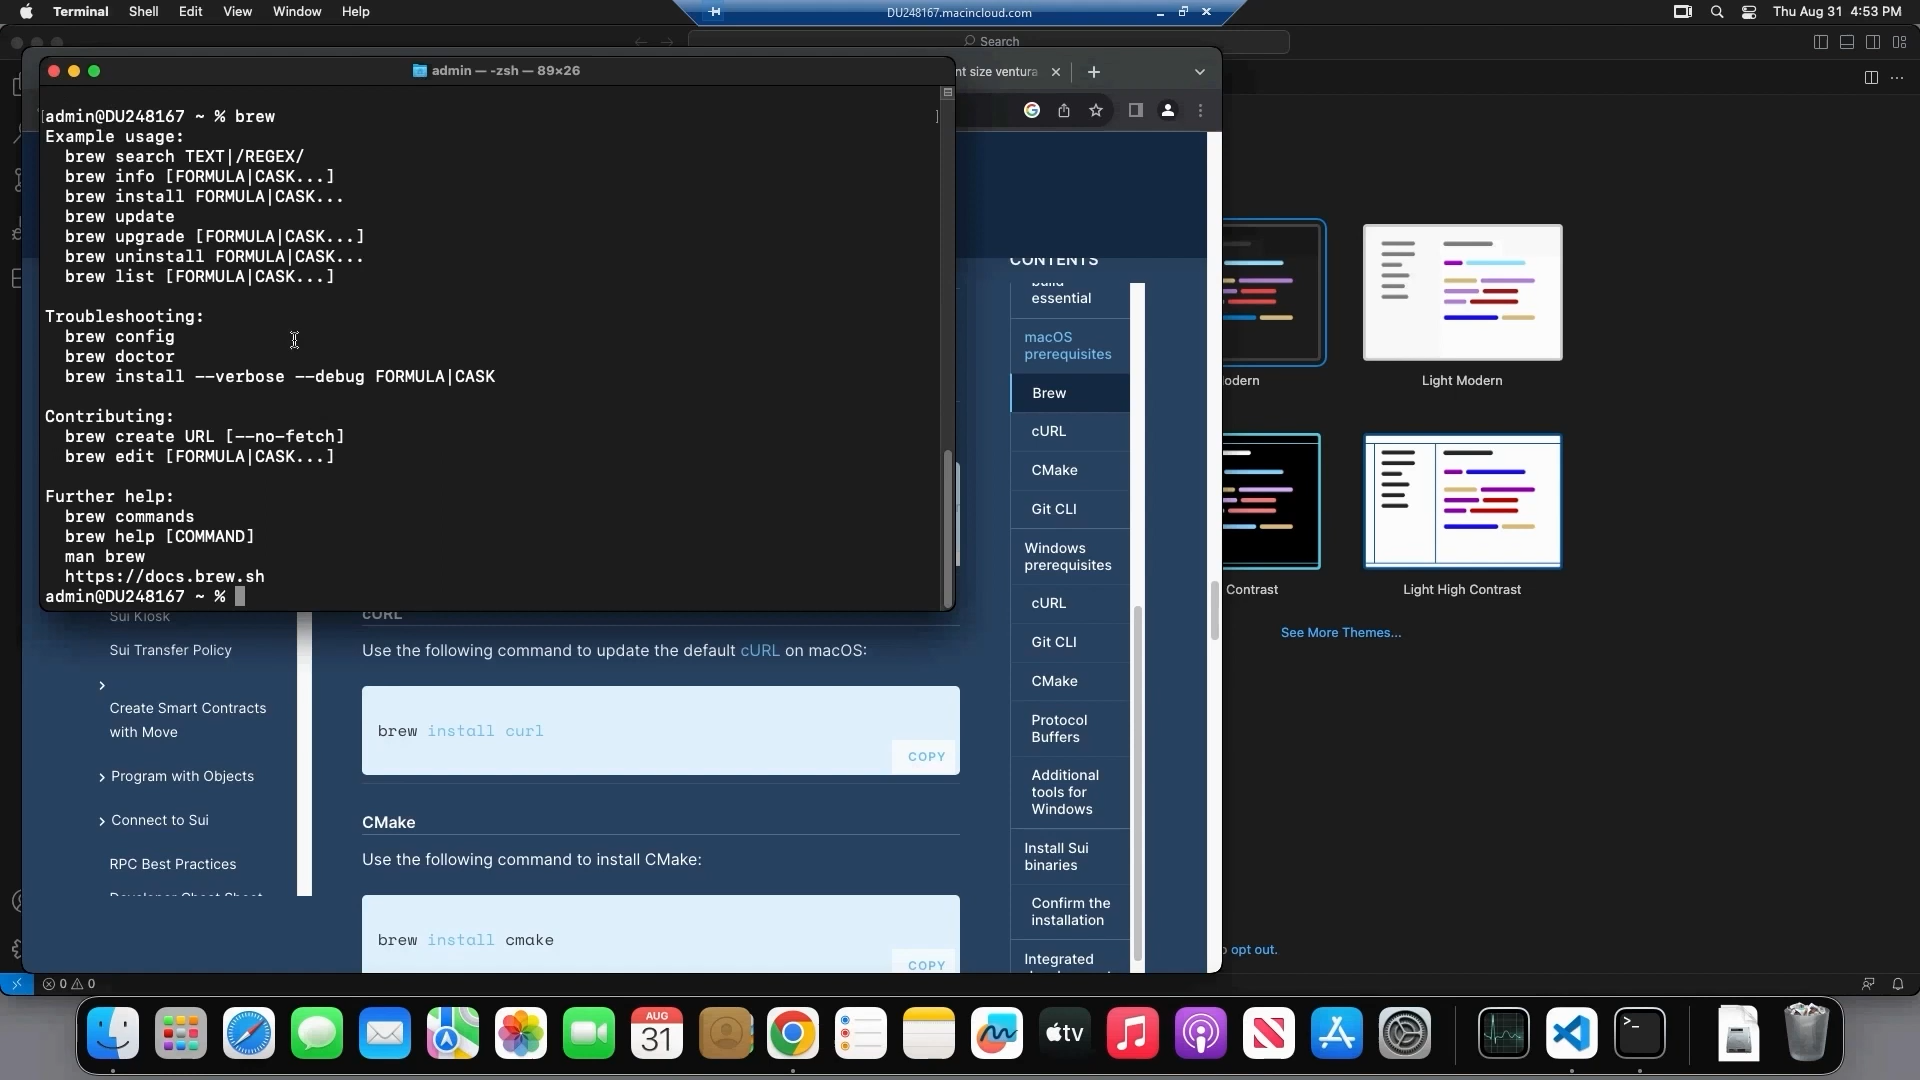 Terminal Shell Edit View Window Help
DU248167.macincloud.com
Thu Aug 31 4:53 PM
Search
admin — -zsh — 89×26
nt size ventura
admin@DU248167 ~ % brew
Example usage:
brew search TEXT|/REGEX/
brew info [FORMULA|CASK...]
brew install FORMULA|CASK...
brew update
brew upgrade [FORMULA|CASK...]
brew uninstall FORMULA|CASK...
brew list [FORMULA|CASK...]
Troubleshooting:
brew config
brew doctor
brew install --verbose --debug FORMULA|CASK
Contributing:
brew create URL [--no-fetch]
brew edit [FORMULA|CASK...]
Further help:
brew commands
brew help [COMMAND]
man brew
https://docs.brew.sh
admin@DU248167 ~ %
Sui Kiosk
Sui Transfer Policy
Create Smart Contracts
with Move
Program with Objects
Connect to Sui
RPC Best Practices
Developer Cheat Sheet
cURL
Use the following command to update the default cURL on macOS:
brew install curl
COPY
CMake
Use the following command to install CMake:
brew install cmake
COPY
CONTENTS
build
essential
macOS
prerequisites
Brew
cURL
CMake
Git CLI
Windows
prerequisites
cURL
Git CLI
CMake
Protocol
Buffers
Additional
tools for
Windows
Install Sui
binaries
Confirm the
installation
Integrated
odern
Light Modern
Contrast
Light High Contrast
See More Themes...
opt out.
0 0
AUG
31
tv
>_